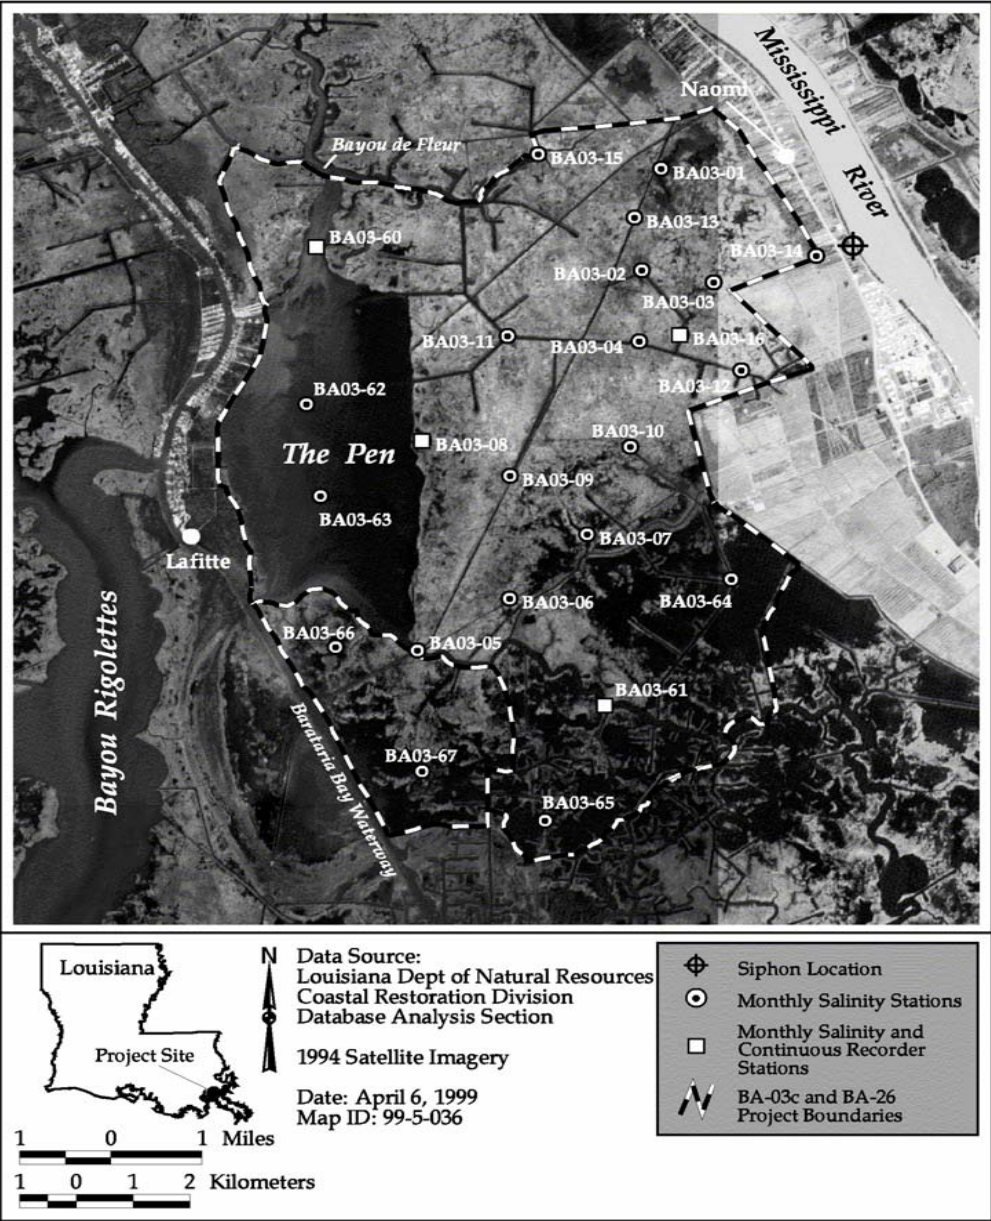 Mississippi
River
Naomi
Bayou de Fleur
BA03-15
BA03-01
BA03-13
BA03-60
BA03-14
BA03-02
BA03-03
BA03-11
BA03-04
BA03-16
BA03-12
BA03-62
The Pen
BA03-08
BA03-10
BA03-09
BA03-63
BA03-07
Lafitte
BA03-64
BA03-06
BA03-66
BA03-05
Bayou Rigolettes
BA03-61
Barataria Bay Waterway
BA03-67
BA03-65
Louisiana
Project Site
N
Data Source:
Louisiana Dept of Natural Resources
Coastal Restoration Division
Database Analysis Section
1994 Satellite Imagery
Date: April 6, 1999
Map ID: 99-5-036
1 0 1 Miles
1 0 1 2 Kilometers
Siphon Location
Monthly Salinity Stations
Monthly Salinity and
Continuous Recorder
Stations
BA-03c and BA-26
Project Boundaries